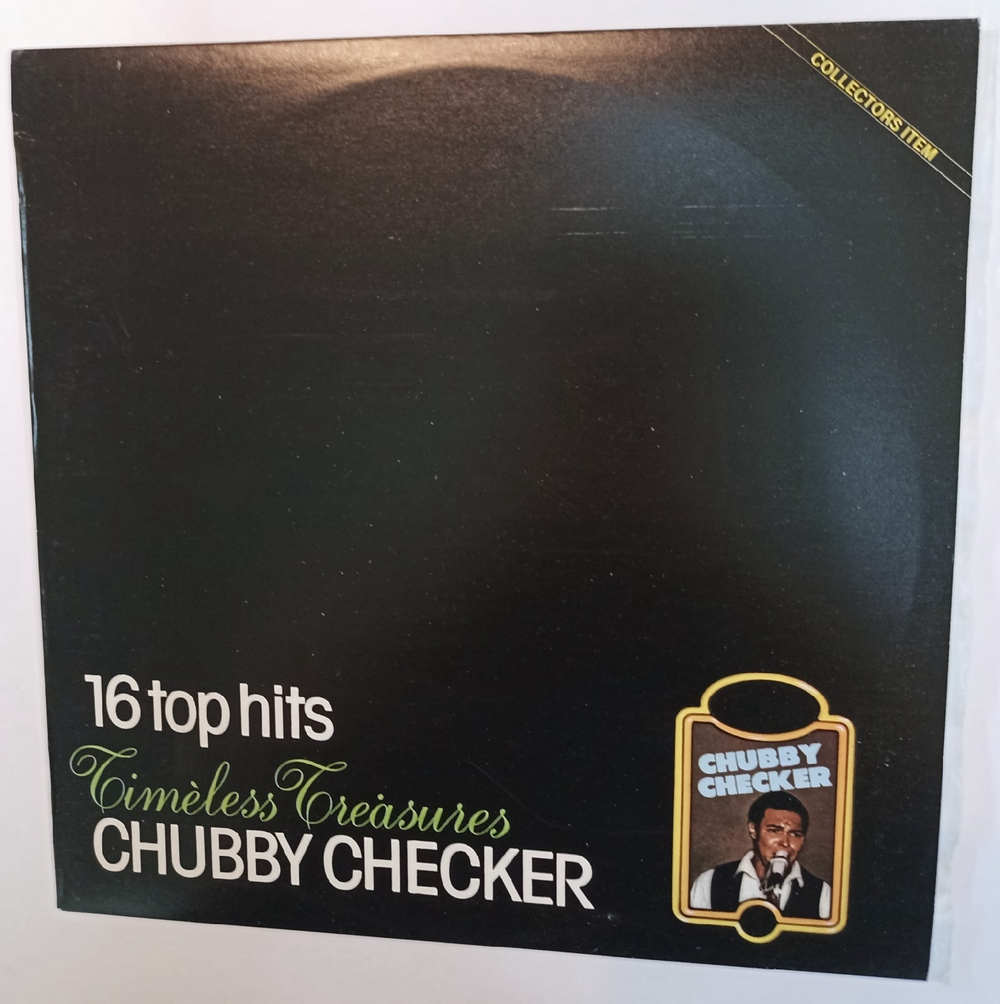 COLLECTORS ITEM
16 top hits
Timèless Treasures
CHUBBY CHECKER
CHUBBY
CHECKER